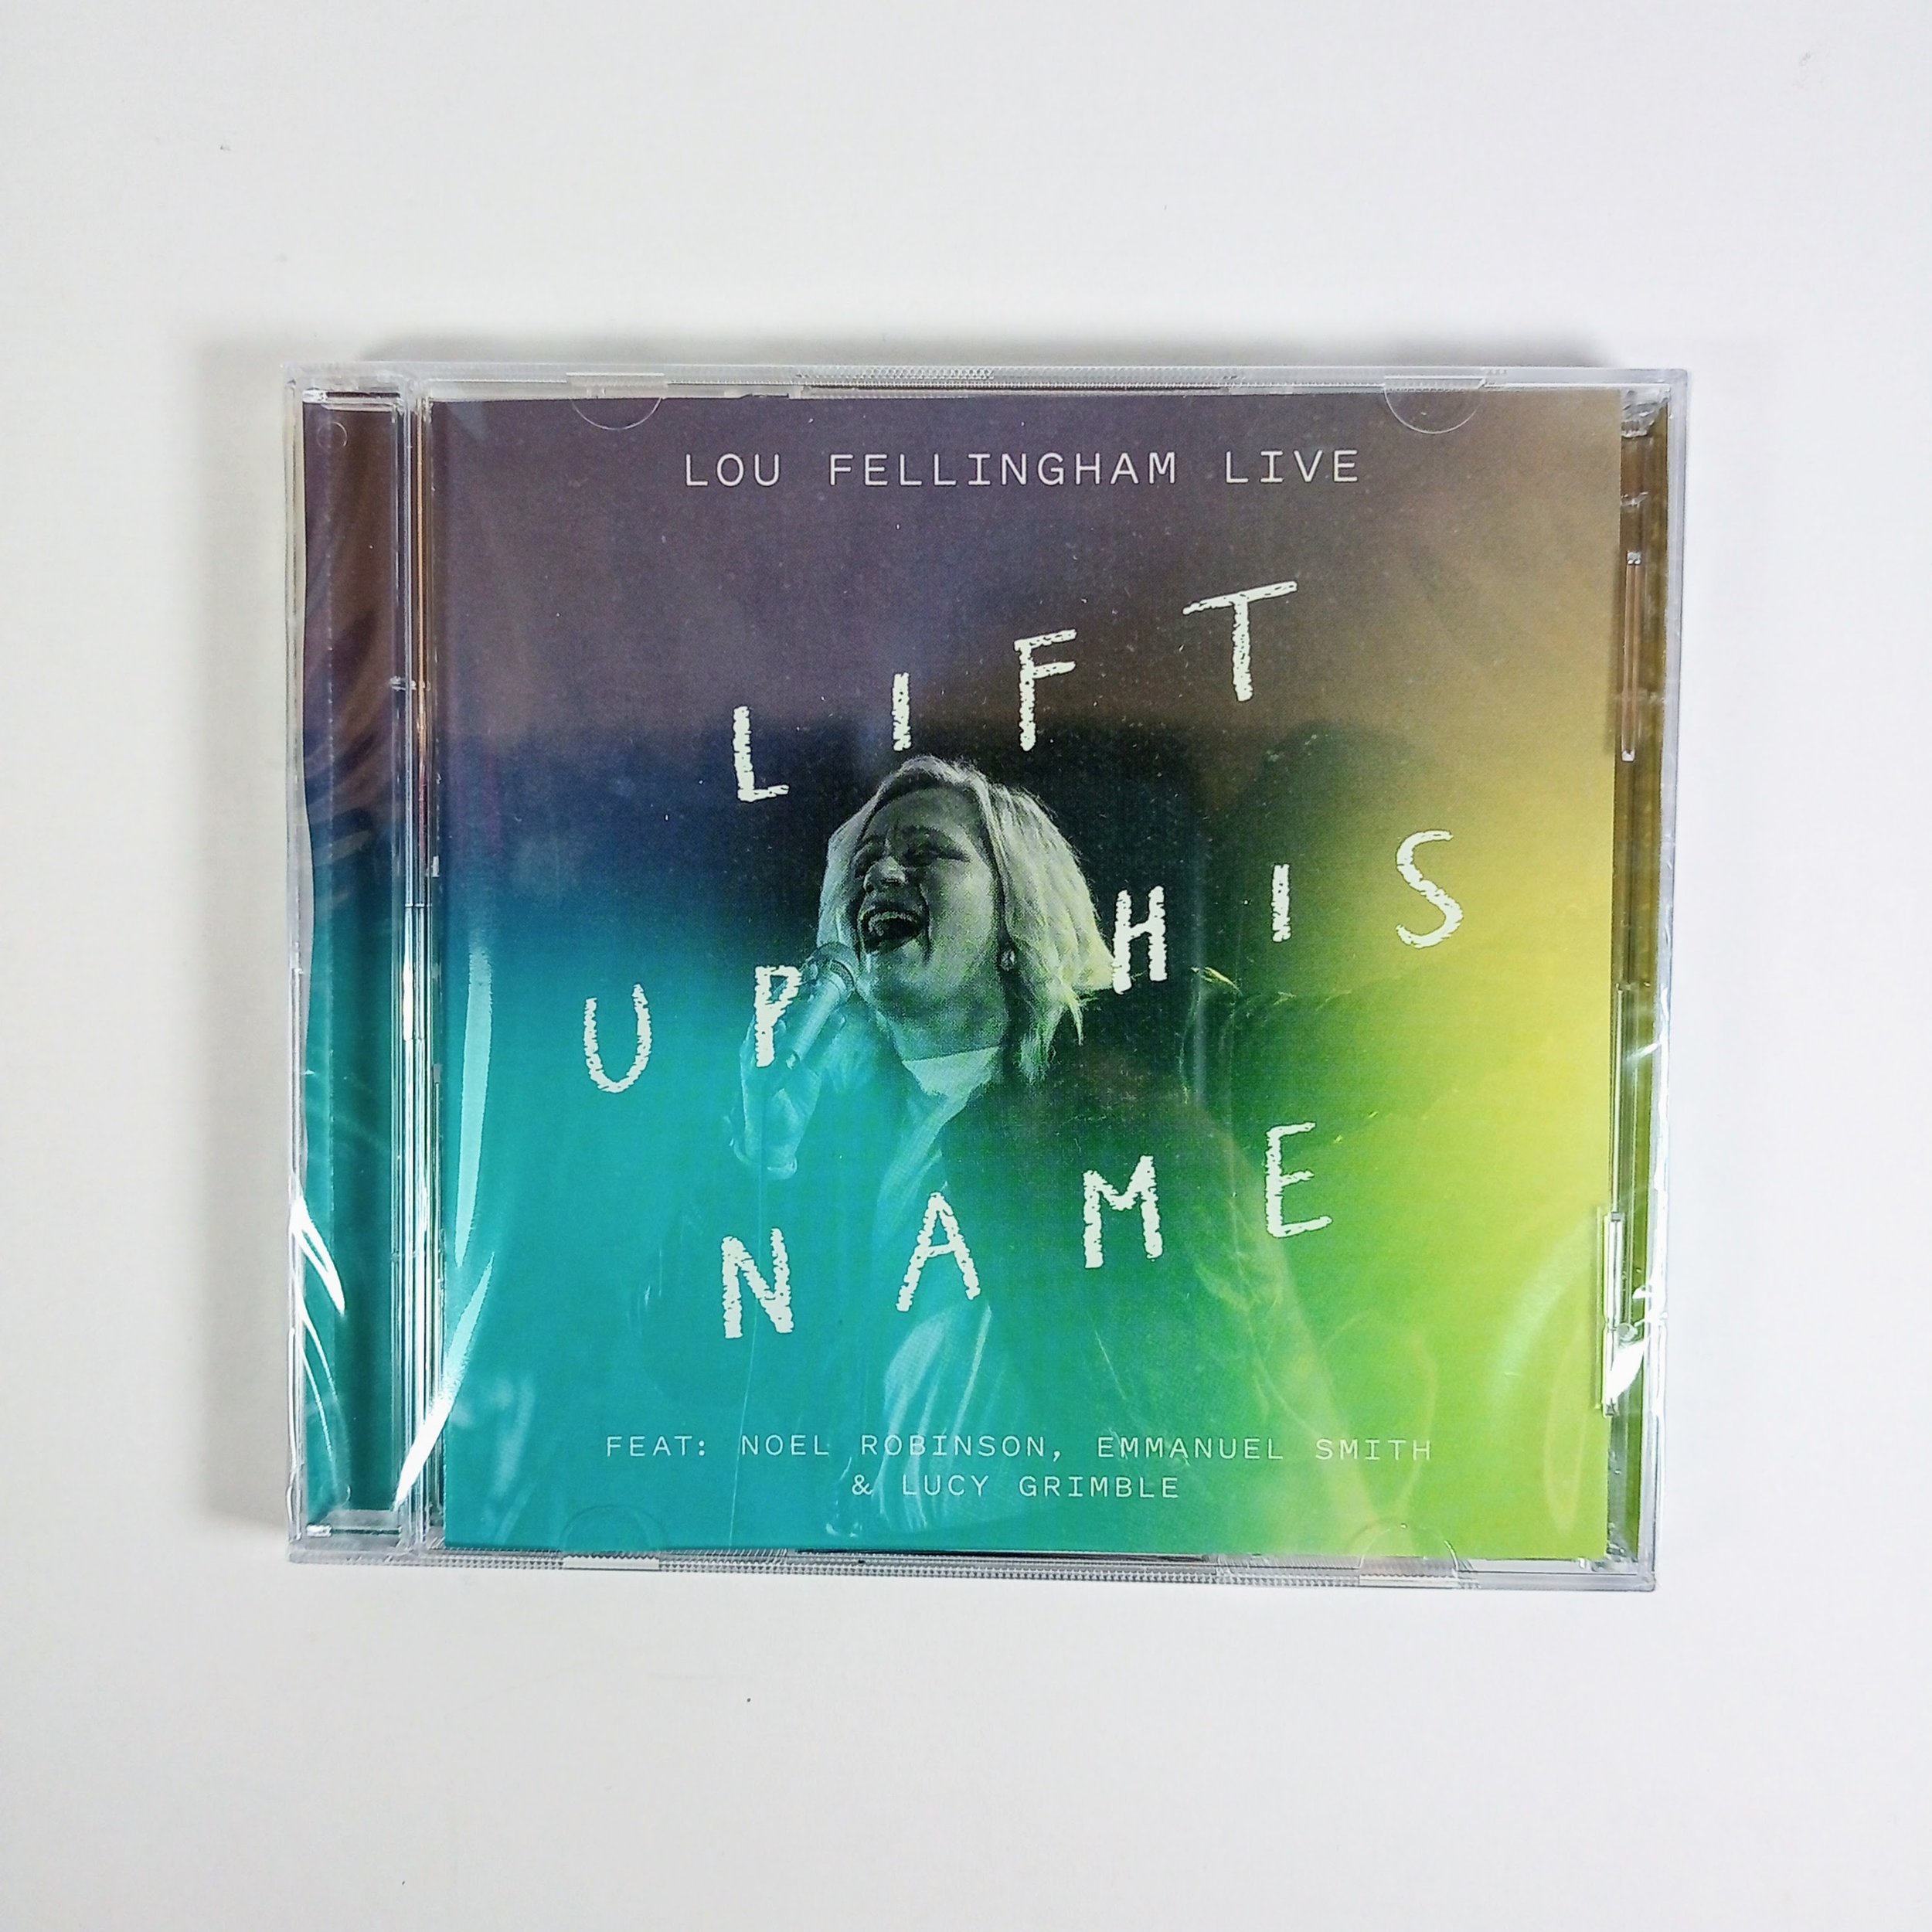 LOU FELLINGHAM LIVE
LIFT
UP HIS
NAME
FEAT: NOEL ROBINSON, EMMANUEL SMITH
& LUCY GRIMBLE